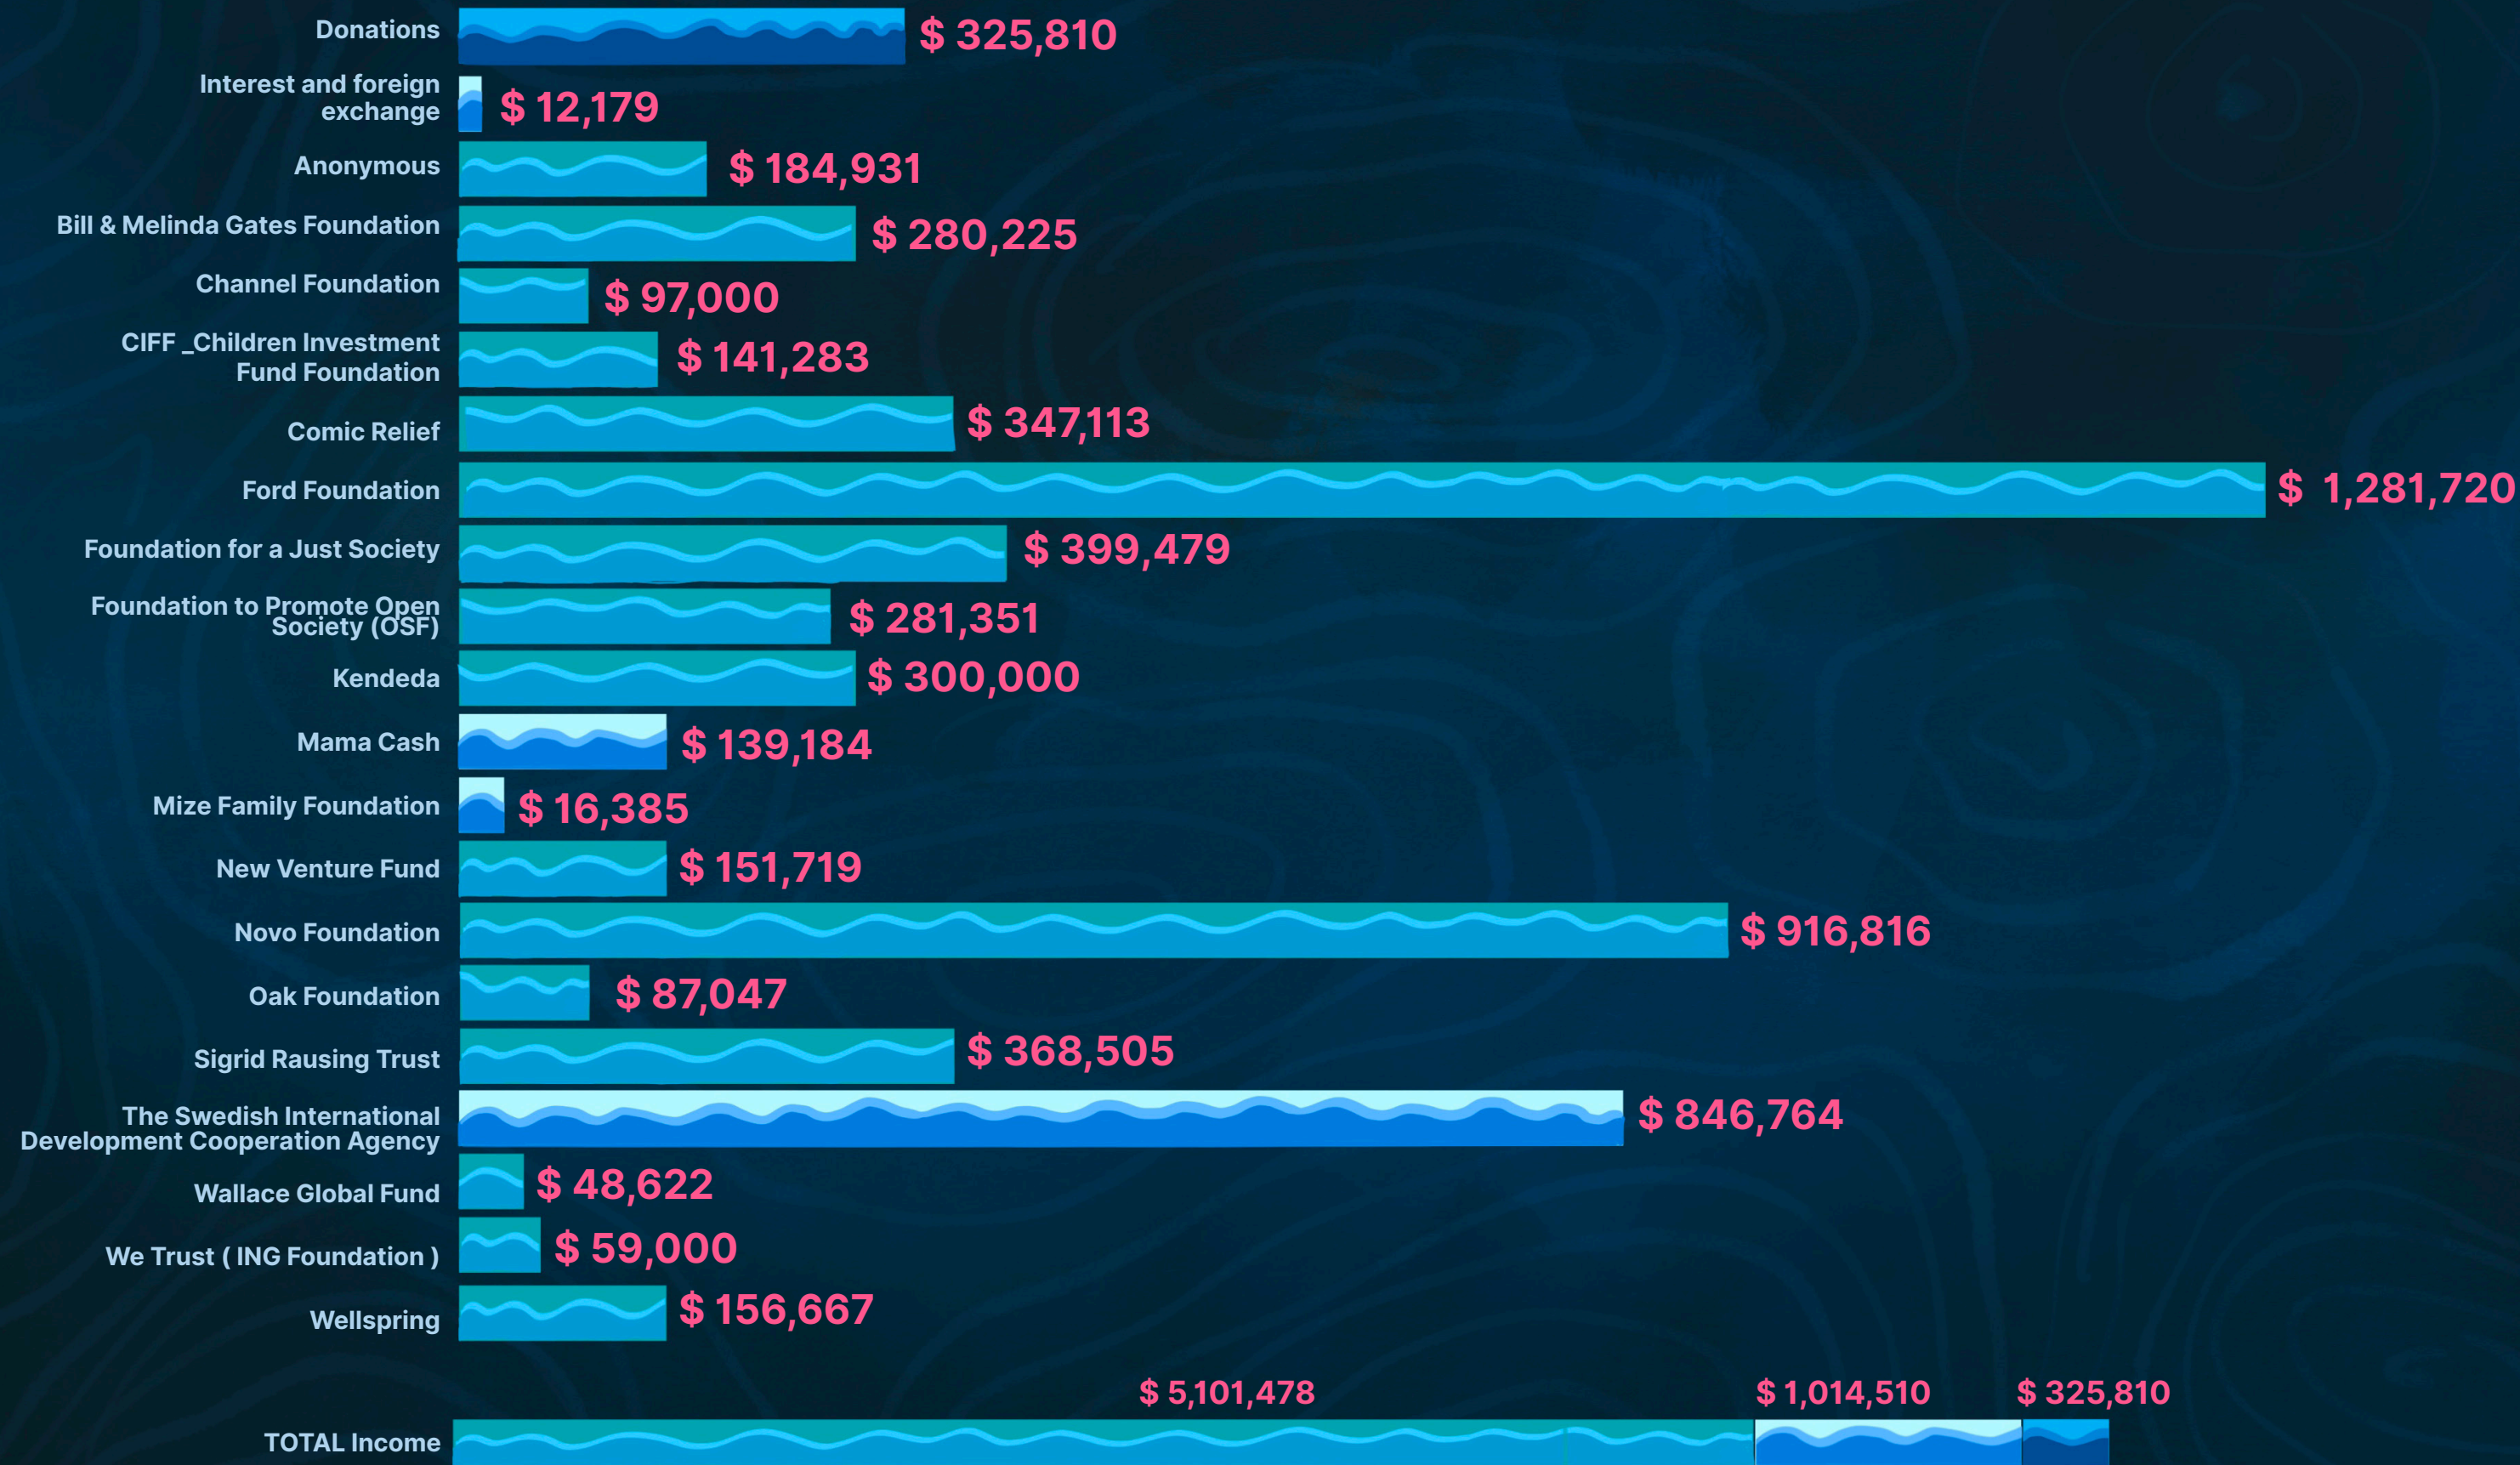 Donations
$ 325,810
Interest and foreign
exchange
$ 12,179
Anonymous
$ 184,931
Bill & Melinda Gates Foundation
$ 280,225
Channel Foundation
$ 97,000
CIFF _Children Investment
Fund Foundation
$ 141,283
Comic Relief
$ 347,113
Ford Foundation
$ 1,281,720
Foundation for a Just Society
$ 399,479
Foundation to Promote Open
Society (OSF)
$ 281,351
Kendeda
$ 300,000
Mama Cash
$ 139,184
Mize Family Foundation
$ 16,385
New Venture Fund
$ 151,719
Novo Foundation
$ 916,816
Oak Foundation
$ 87,047
Sigrid Rausing Trust
$ 368,505
The Swedish International
Development Cooperation Agency
$ 846,764
Wallace Global Fund
$ 48,622
We Trust ( ING Foundation )
$ 59,000
Wellspring
$ 156,667
$ 5,101,478
$ 1,014,510
$ 325,810
TOTAL Income